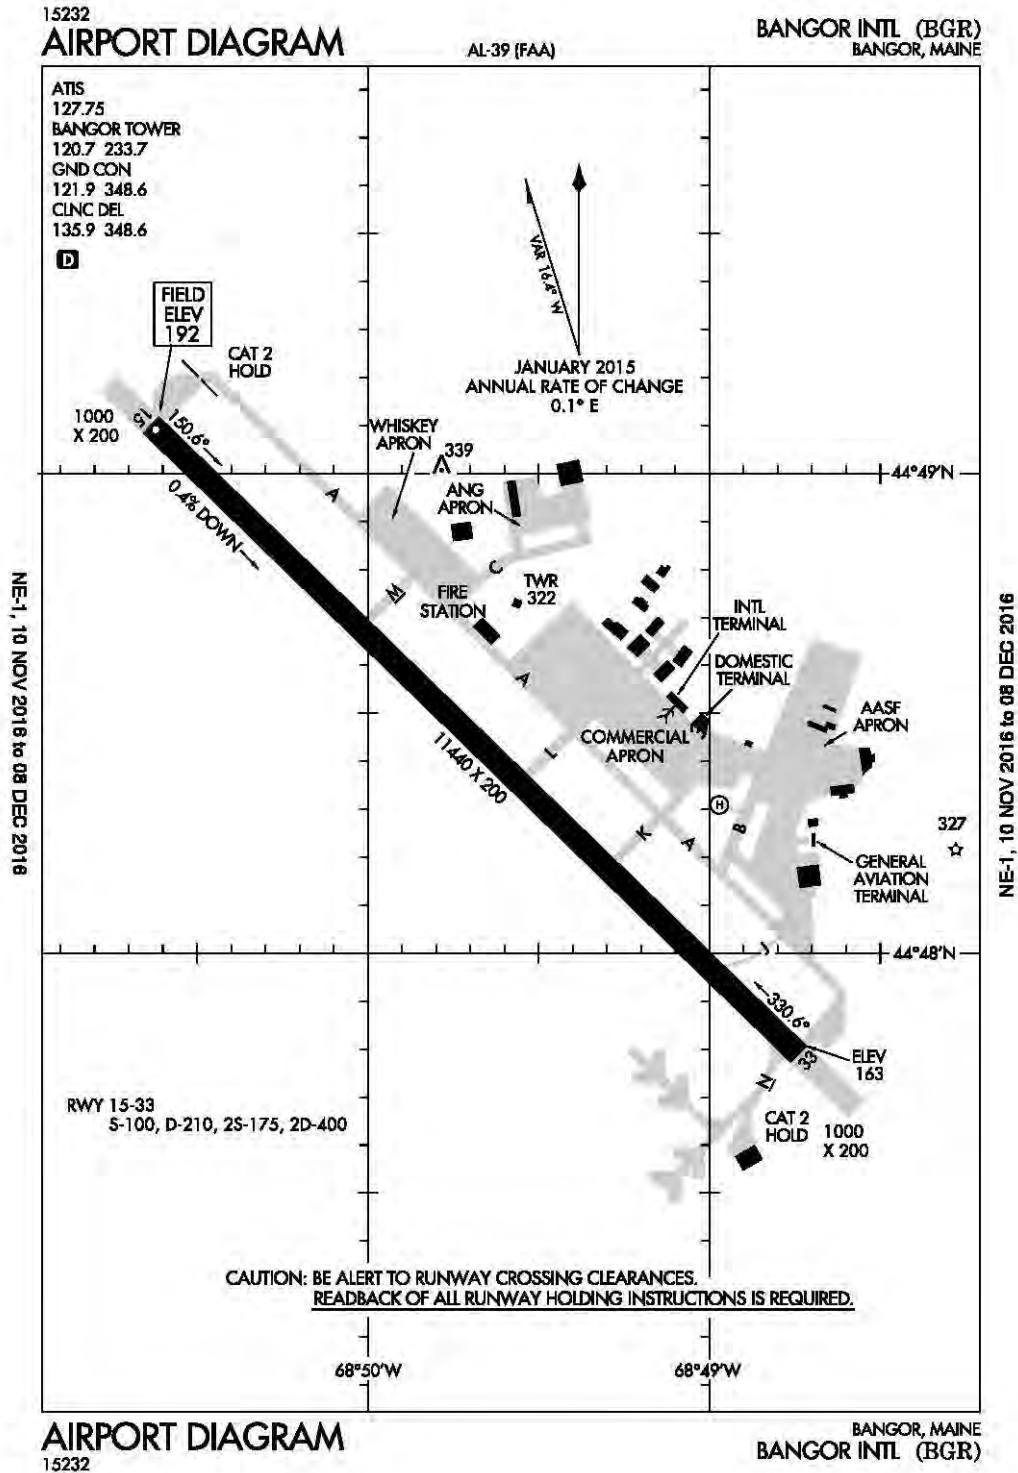 15232
AIRPORT DIAGRAM
AL-39 (FAA)
BANGOR INTL (BGR)
BANGOR, MAINE
ATIS
127.75
BANGOR TOWER
120.7 233.7
GND CON
121.9 348.6
CLNC DEL
135.9 348.6
D
VAR 16.4° W
JANUARY 2015
ANNUAL RATE OF CHANGE
0.1° E
FIELD
ELEV
192
CAT 2
HOLD
1000
X 200
15
150.6°
0.4% DOWN
A
WHISKEY
APRON
339
ANG
APRON
44°49'N
C
M
FIRE
STATION
TWR
322
INTL
TERMINAL
DOMESTIC
TERMINAL
A
COMMERCIAL
APRON
AASF
APRON
11440 X 200
L
H
K
A
B
327
GENERAL
AVIATION
TERMINAL
44°48'N
J
330.6°
33
ELEV
163
N
CAT 2
HOLD
1000
X 200
RWY 15-33
S-100, D-210, 2S-175, 2D-400
CAUTION: BE ALERT TO RUNWAY CROSSING CLEARANCES.
READBACK OF ALL RUNWAY HOLDING INSTRUCTIONS IS REQUIRED.
68°50'W
68°49'W
NE-1, 10 NOV 2016 to 08 DEC 2016
NE-1, 10 NOV 2016 to 08 DEC 2016
AIRPORT DIAGRAM
15232
BANGOR, MAINE
BANGOR INTL (BGR)